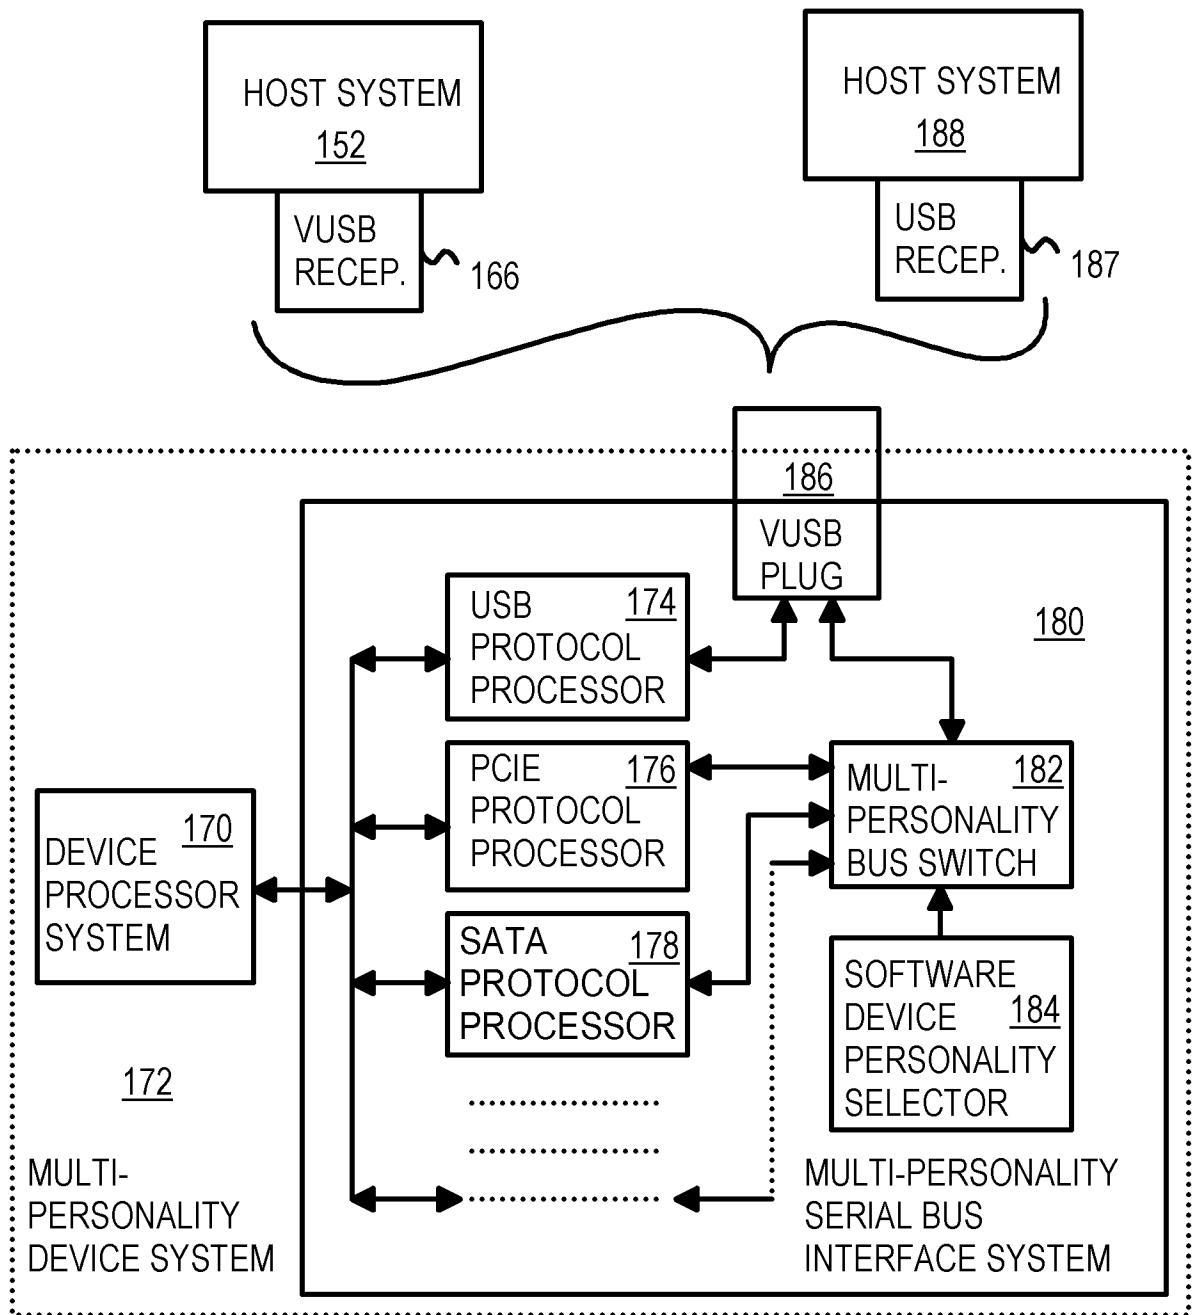 HOST SYSTEM
152
VUSB
RECEP.
166
HOST SYSTEM
188
USB
RECEP.
187
186
VUSB
PLUG
180
USB
PROTOCOL
PROCESSOR
174
PCIE
PROTOCOL
PROCESSOR
176
SATA
PROTOCOL
PROCESSOR
178
MULTI-
PERSONALITY
BUS SWITCH
182
SOFTWARE
DEVICE
PERSONALITY
SELECTOR
184
DEVICE
PROCESSOR
SYSTEM
170
172
MULTI-
PERSONALITY
DEVICE SYSTEM
MULTI-PERSONALITY
SERIAL BUS
INTERFACE SYSTEM